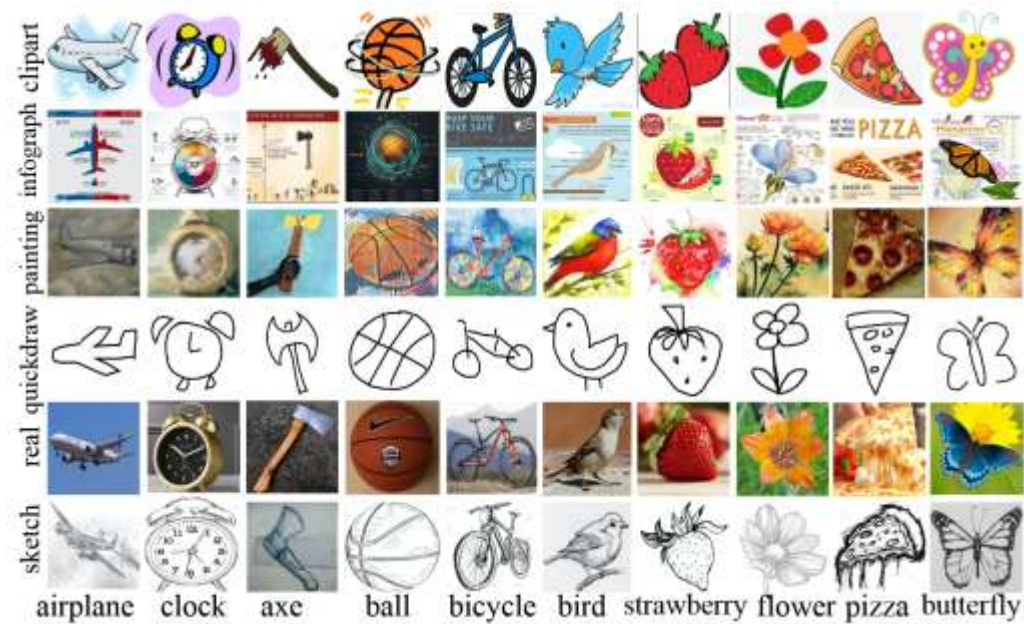 clipart
infograph
PIZZA
painting
quickdraw
real
sketch
airplane clock axe ball bicycle bird strawberry flower pizza butterfly